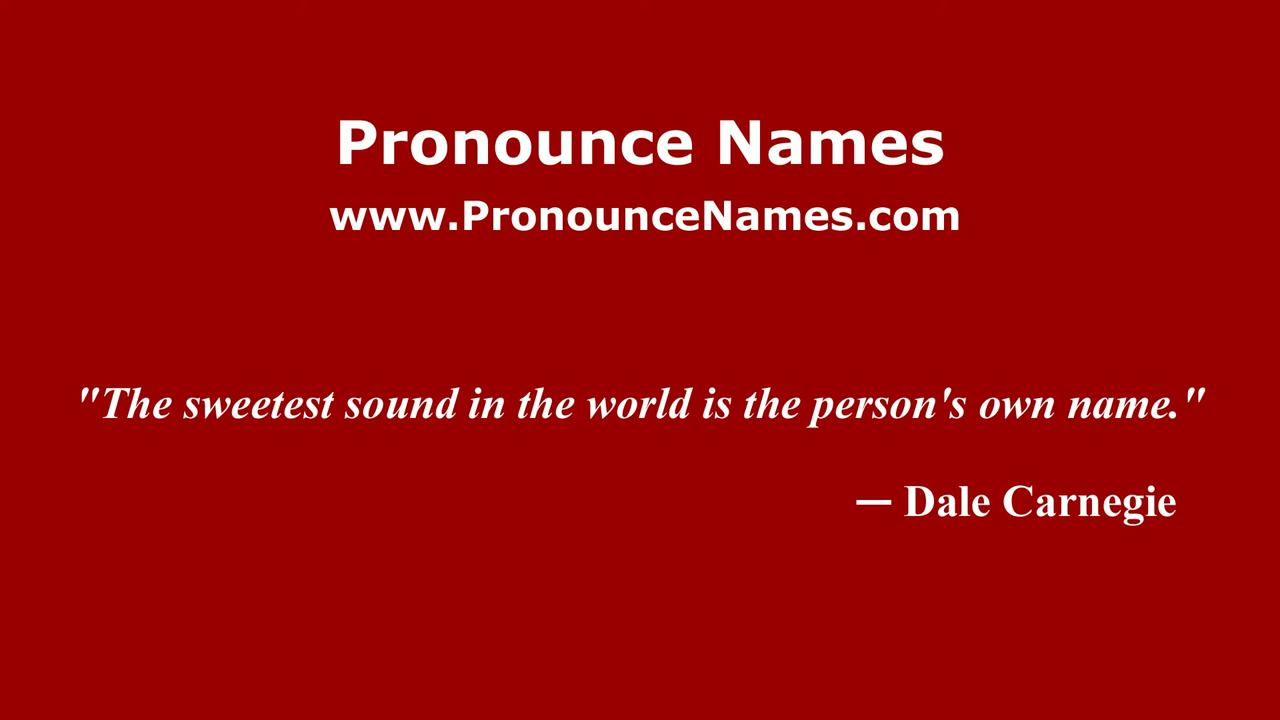 Pronounce Names
www.PronounceNames.com
"The sweetest sound in the world is the person's own name."
— Dale Carnegie